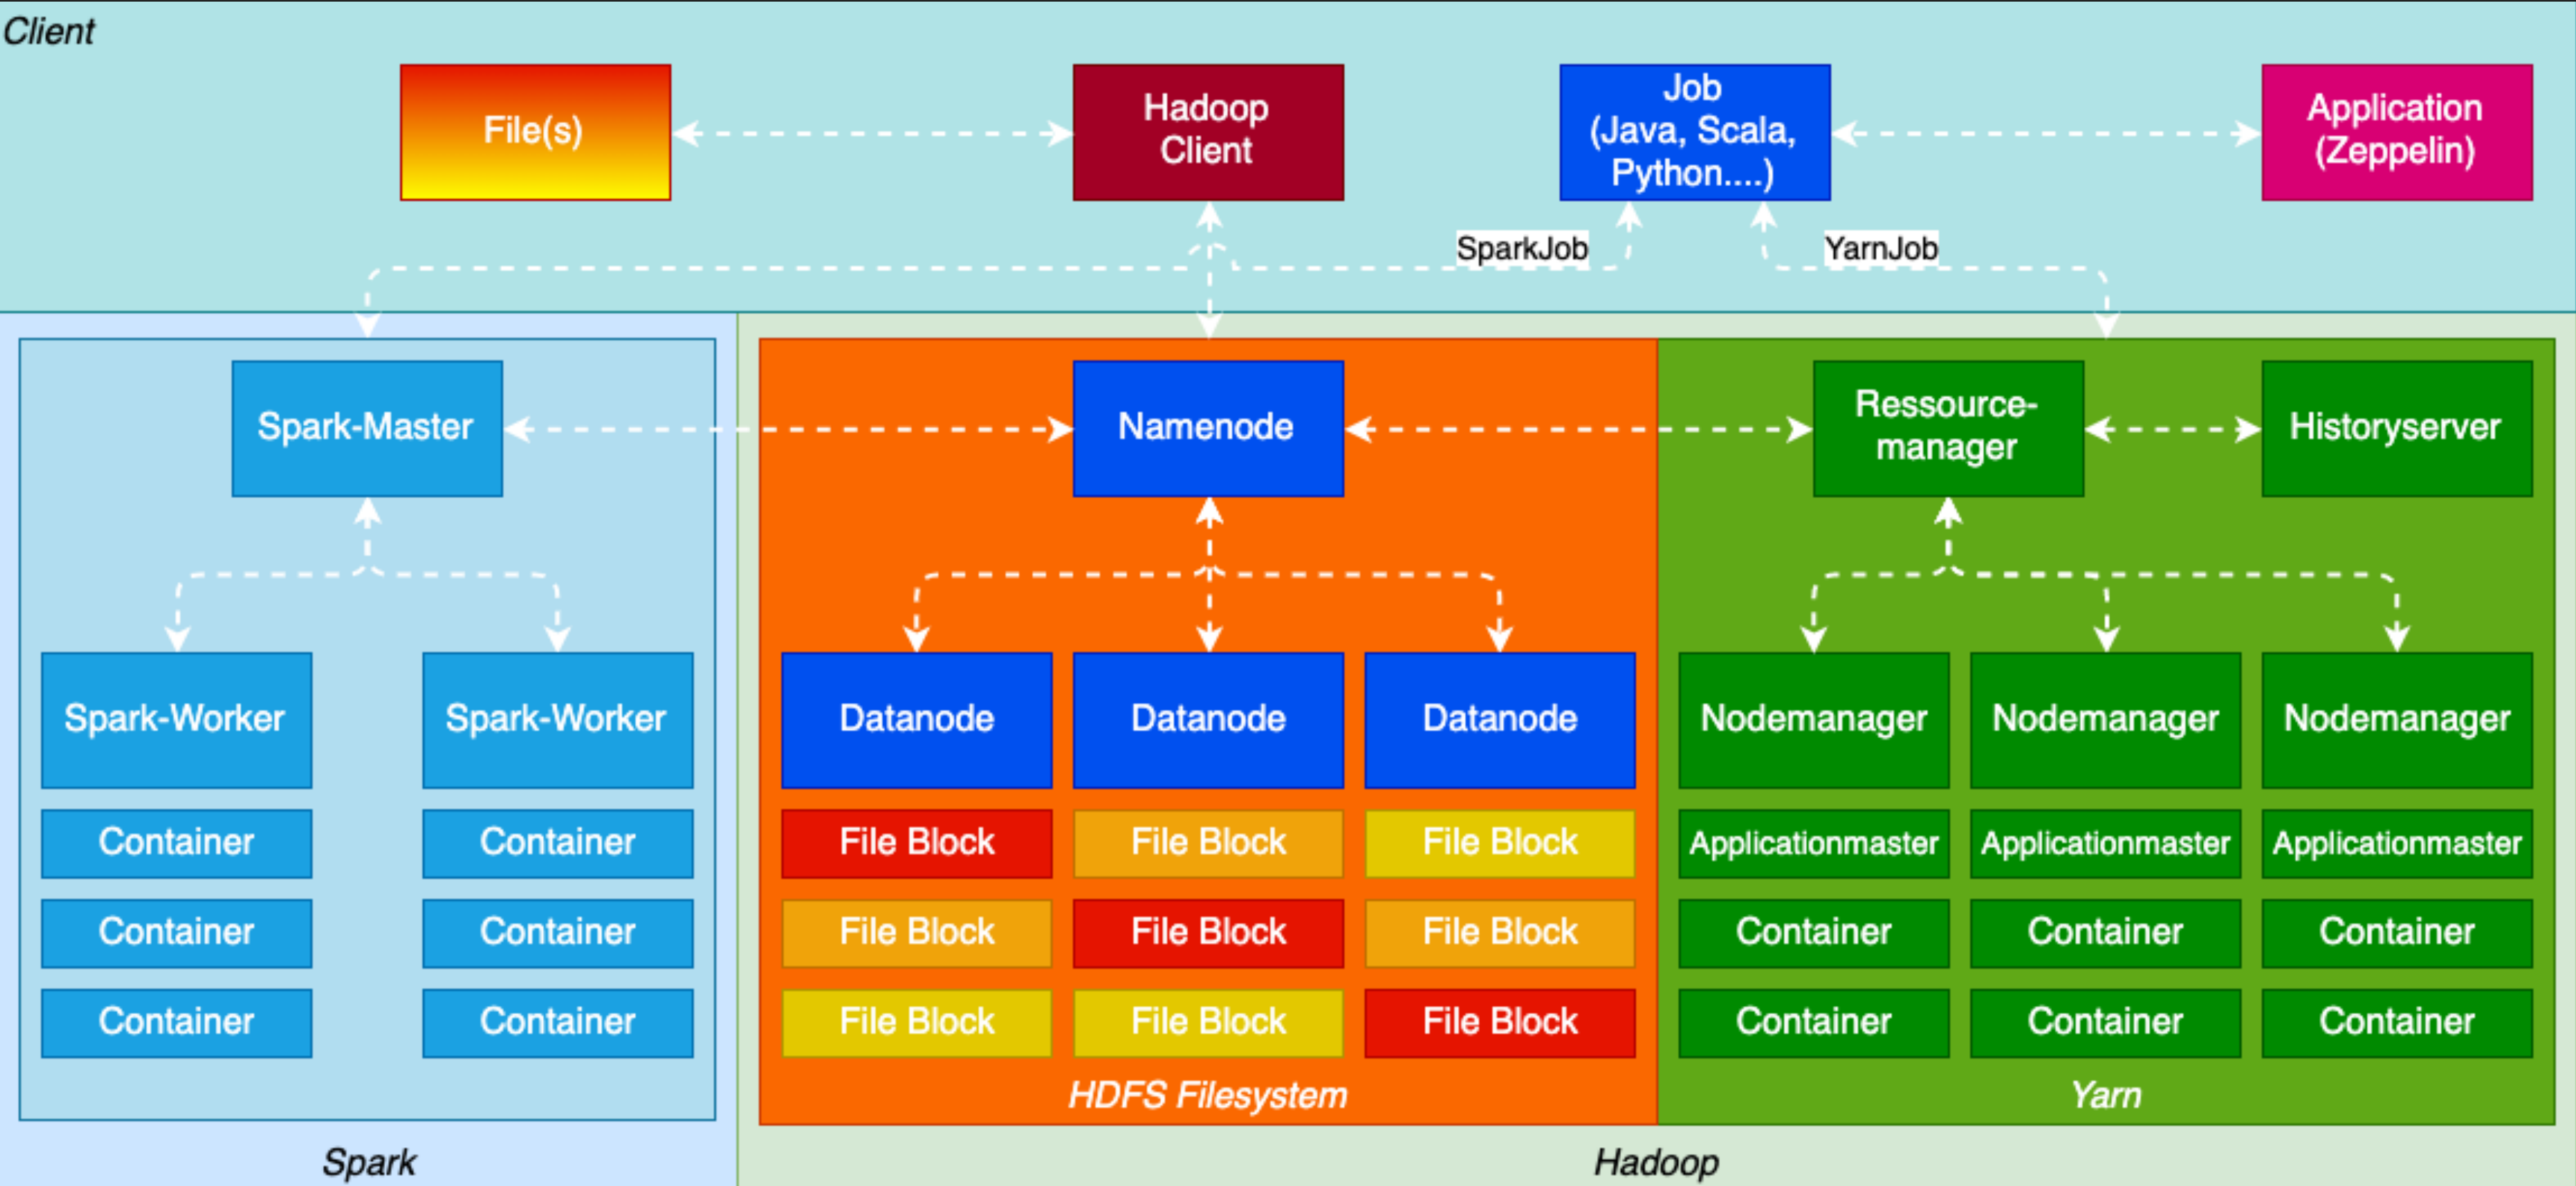 Client
File(s)
Hadoop
Client
Job
(Java, Scala,
Python....)
Application
(Zeppelin)
SparkJob
YarnJob
Spark-Master
Namenode
Ressource-
manager
Historyserver
Spark-Worker
Spark-Worker
Datanode
Datanode
Datanode
Nodemanager
Nodemanager
Nodemanager
Container
Container
File Block
File Block
File Block
Applicationmaster
Applicationmaster
Applicationmaster
Container
Container
File Block
File Block
File Block
Container
Container
Container
Container
Container
File Block
File Block
File Block
Container
Container
Container
HDFS Filesystem
Yarn
Spark
Hadoop